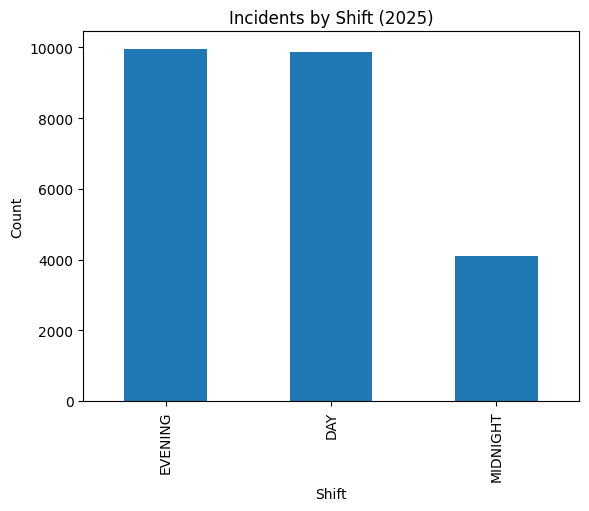 Incidents by Shift (2025)
10000
8000
6000
4000
2000
0
Count
EVENING
DAY
MIDNIGHT
Shift